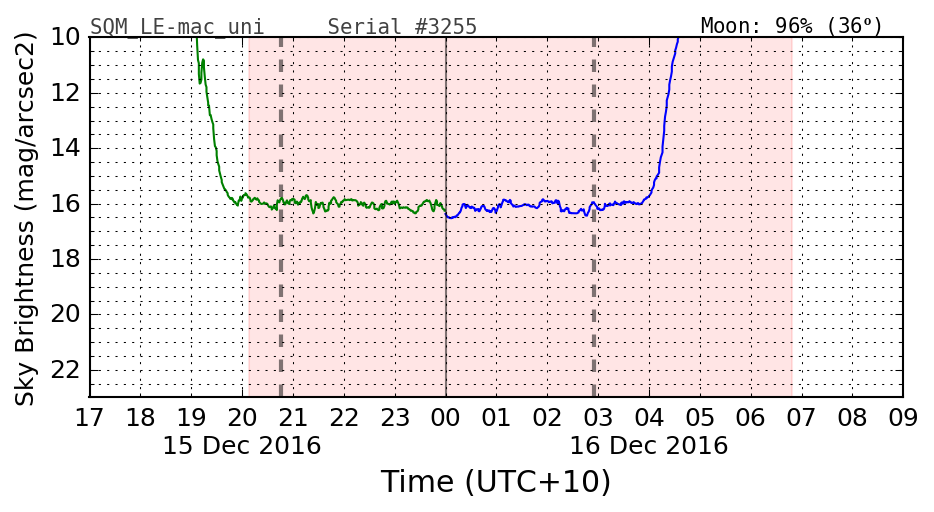 SQM_LE-mac_uni Serial #3255 Moon: 96% (36°)
Sky Brightness (mag/arcsec2)
10
12
14
16
18
20
22
17 18 19 20 21 22 23 00 01 02 03 04 05 06 07 08 09
15 Dec 2016 16 Dec 2016
Time (UTC+10)